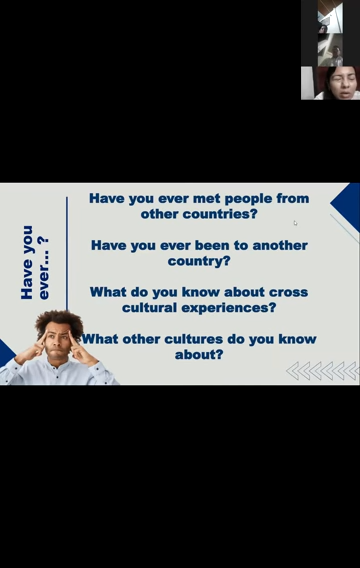 Have you
ever... ?
Have you ever met people from
other countries?
Have you ever been to another
country?
What do you know about cross
cultural experiences?
What other cultures do you know
about?